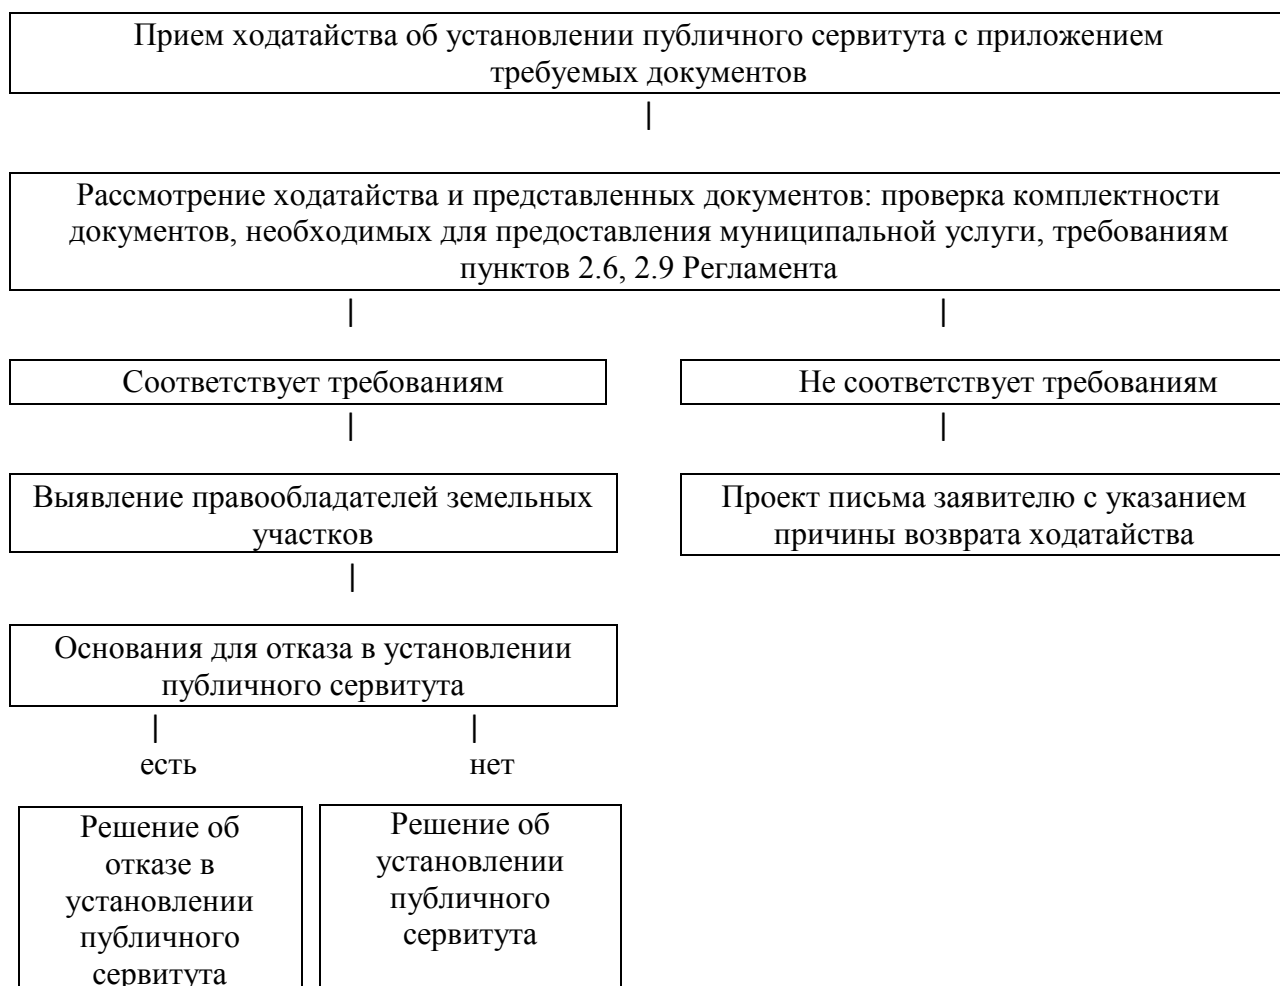 Прием ходатайства об установлении публичного сервитута с приложением
требуемых документов
Рассмотрение ходатайства и представленных документов: проверка комплектности
документов, необходимых для предоставления муниципальной услуги, требованиям
пунктов 2.6, 2.9 Регламента
Соответствует требованиям
Не соответствует требованиям
Выявление правообладателей земельных
участков
Проект письма заявителю с указанием
причины возврата ходатайства
Основания для отказа в установлении
публичного сервитута
есть
нет
Решение об
отказе в
установлении
публичного
сервитута
Решение об
установлении
публичного
сервитута